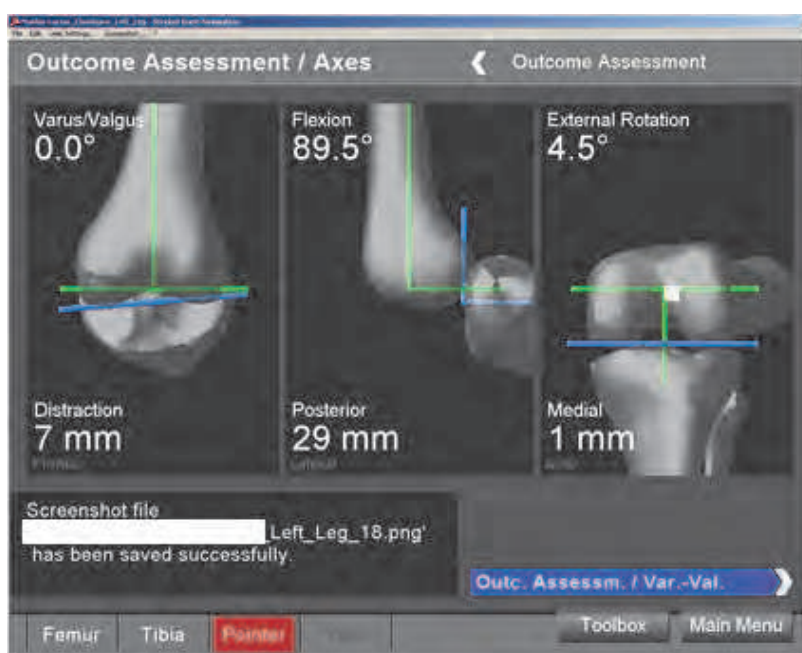 Outcome Assessment / Axes
Outcome Assessment
Varus/Valgus
0.0°
Flexion
89.5°
External Rotation
4.5°
Distraction
7 mm
Posterior
29 mm
Medial
1 mm
Screenshot file
_Left_Leg_18.png'
has been saved successfully.
Outc. Assessm. / Var.-Val.
Femur
Tibia
Pointer
Toolbox
Main Menu